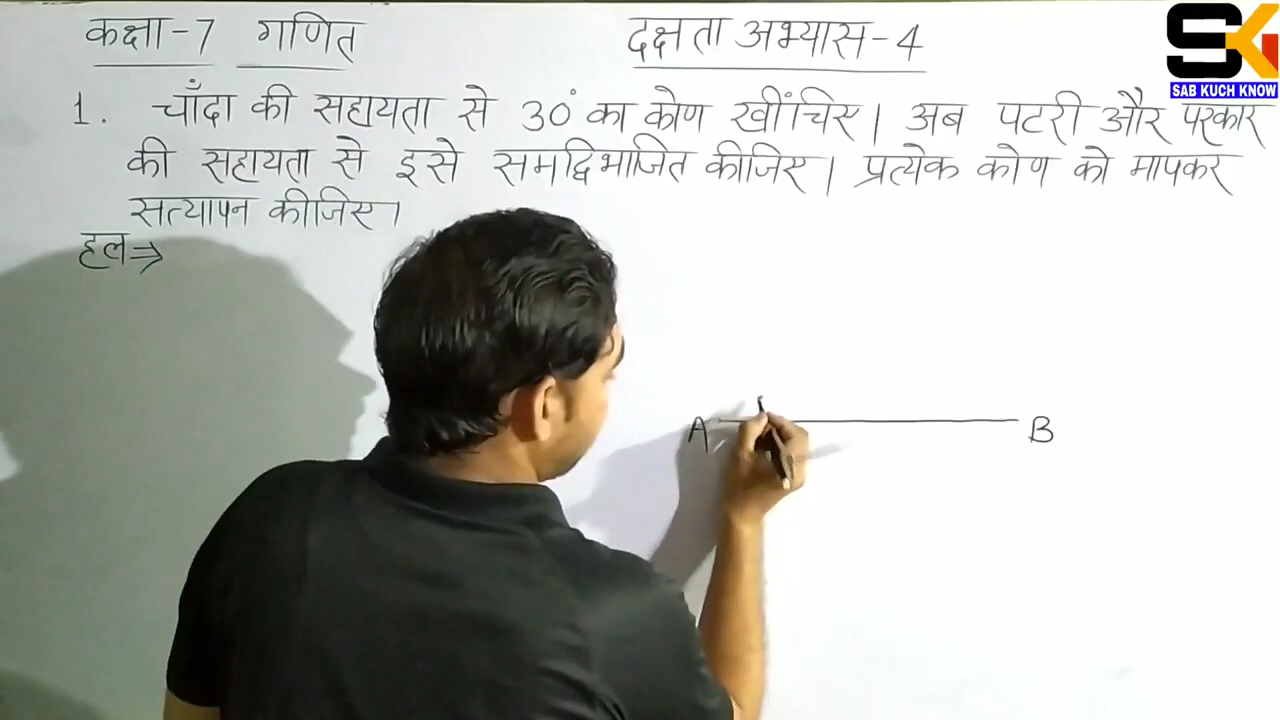 कक्षा-7 गणित
दक्षता अभ्यास-4
SK
SAB KUCH KNOW
1. चाँदा की सहायता से 30° का कोण खींचिए। अब पटरी और परकार
की सहायता से इसे समद्विभाजित कीजिए। प्रत्येक कोण को मापकर
सत्यापन कीजिए।
हल⇒
A B